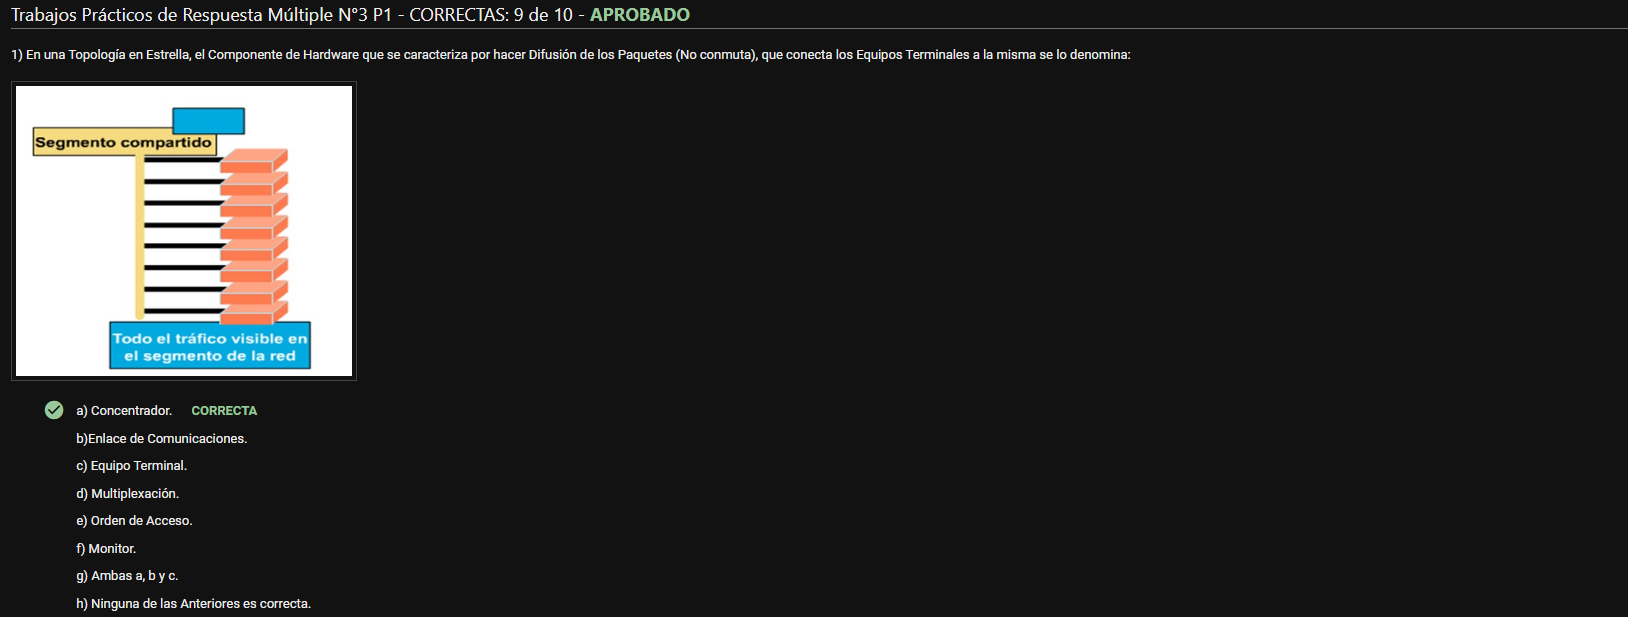 Trabajos Prácticos de Respuesta Múltiple N°3 P1 - CORRECTAS: 9 de 10 - APROBADO
1) En una Topología en Estrella, el Componente de Hardware que se caracteriza por hacer Difusión de los Paquetes (No conmuta), que conecta los Equipos Terminales a la misma se lo denomina:
Segmento compartido
Todo el tráfico visible en
el segmento de la red
a) Concentrador. CORRECTA
b)Enlace de Comunicaciones.
c) Equipo Terminal.
d) Multiplexación.
e) Orden de Acceso.
f) Monitor.
g) Ambas a, b y c.
h) Ninguna de las Anteriores es correcta.